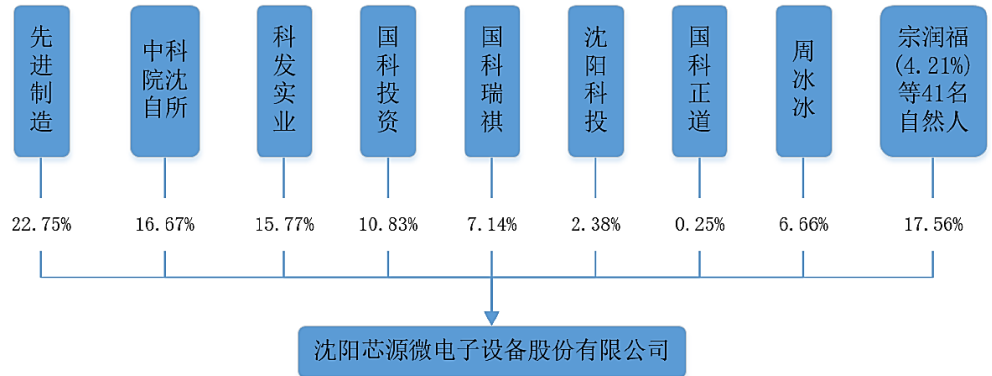 先进制造
中科院沈自所
科发实业
国科投资
国科瑞祺
沈阳科投
国科正道
周冰冰
宗润福
(4.21%)
等41名
自然人
22.75%
16.67%
15.77%
10.83%
7.14%
2.38%
0.25%
6.66%
17.56%
沈阳芯源微电子设备股份有限公司